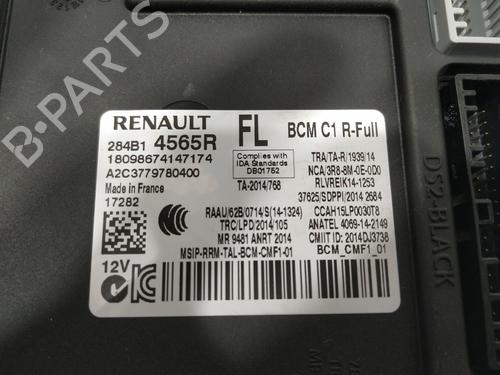 B-PARTS
RENAULT FL BCM C1 R-Full
284B1 4565R
18098674147174
A2C3779780400
Made in France
17282
Complies with
IDA Standards
DB01752
TA-2014/768
TRA/TA-R/1939/14
NCA/3R8-8M0-0E-0D0
RLVREIK14-1253
37625/SDPPI/2014 2684
RAAU/62B/0714/S(14-1324)
CCAH15LP0030T8
TRC/LPD/2014/105
ANATEL 4069-14-2149
MR 9481 ANRT 2014
CMIIT ID: 2014DJ3738
MSIP-RRM-TAL-BCM-CMF1-01
BCM_CMF1_01
12V
DS2-BLACK